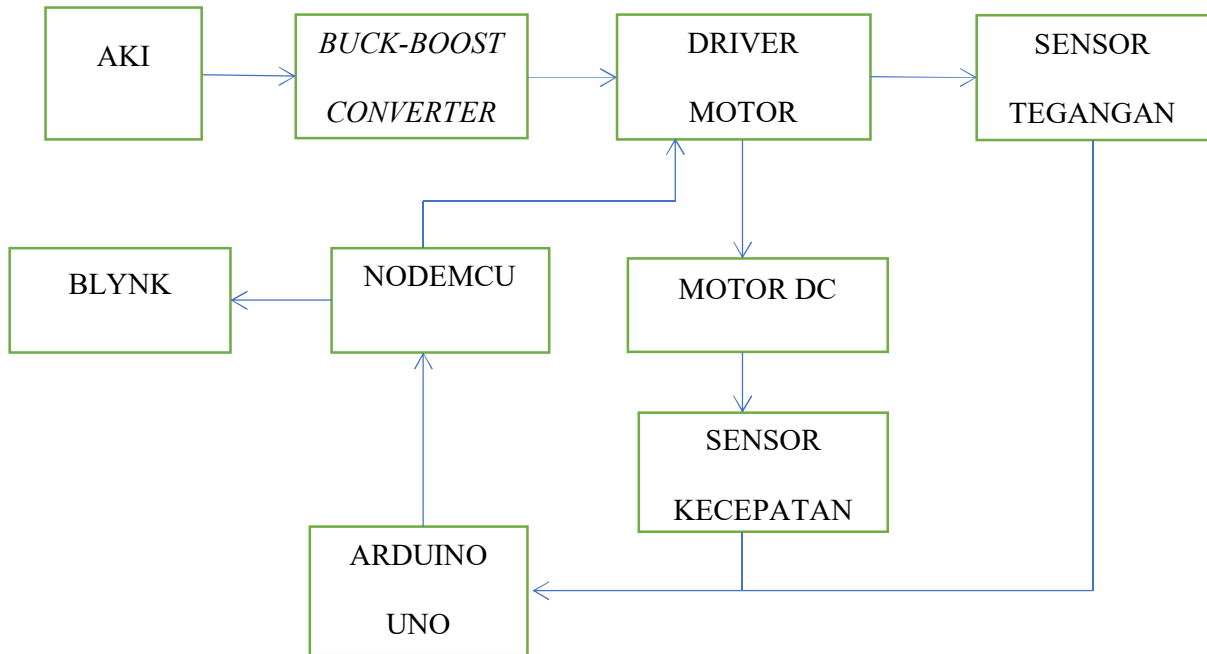 AKI
BUCK-BOOST
CONVERTER
DRIVER
MOTOR
SENSOR
TEGANGAN
BLYNK
NODEMCU
MOTOR DC
SENSOR
KECEPATAN
ARDUINO
UNO